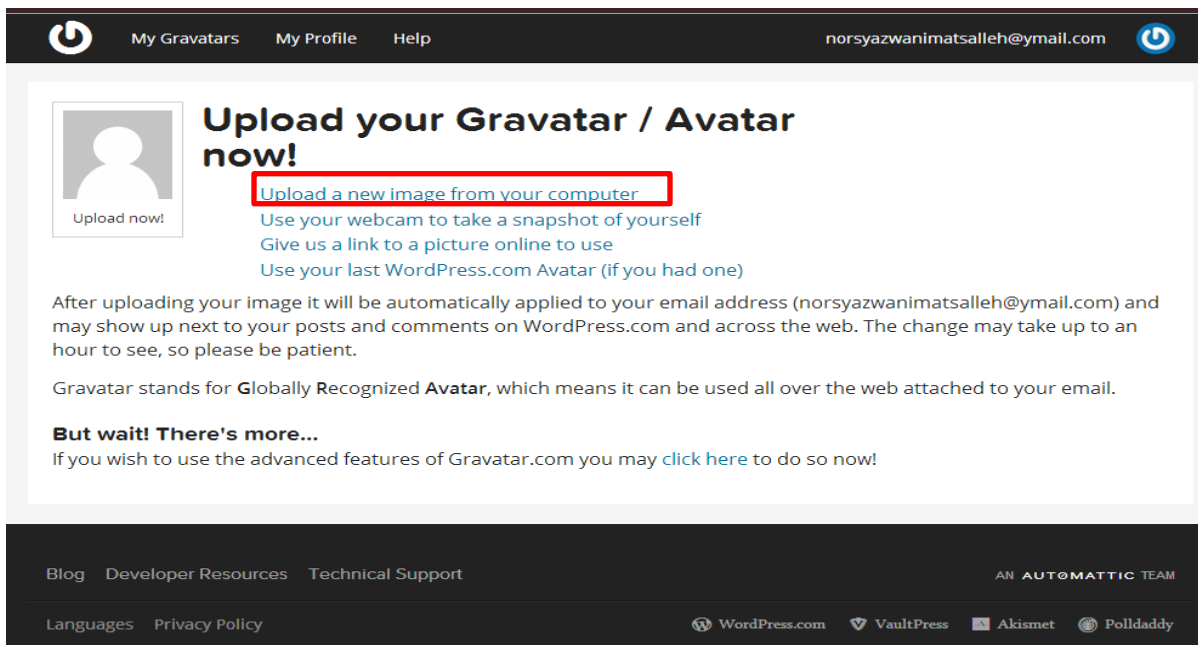 My Gravatars My Profile Help norsyazwanimatsalleh@ymail.com
Upload your Gravatar / Avatar
now!
Upload now!
Upload a new image from your computer
Use your webcam to take a snapshot of yourself
Give us a link to a picture online to use
Use your last WordPress.com Avatar (if you had one)
After uploading your image it will be automatically applied to your email address (norsyazwanimatsalleh@ymail.com) and
may show up next to your posts and comments on WordPress.com and across the web. The change may take up to an
hour to see, so please be patient.
Gravatar stands for Globally Recognized Avatar, which means it can be used all over the web attached to your email.
But wait! There's more...
If you wish to use the advanced features of Gravatar.com you may click here to do so now!
Blog Developer Resources Technical Support AN AUTOMATTIC TEAM
Languages Privacy Policy WordPress.com VaultPress Akismet Polldaddy